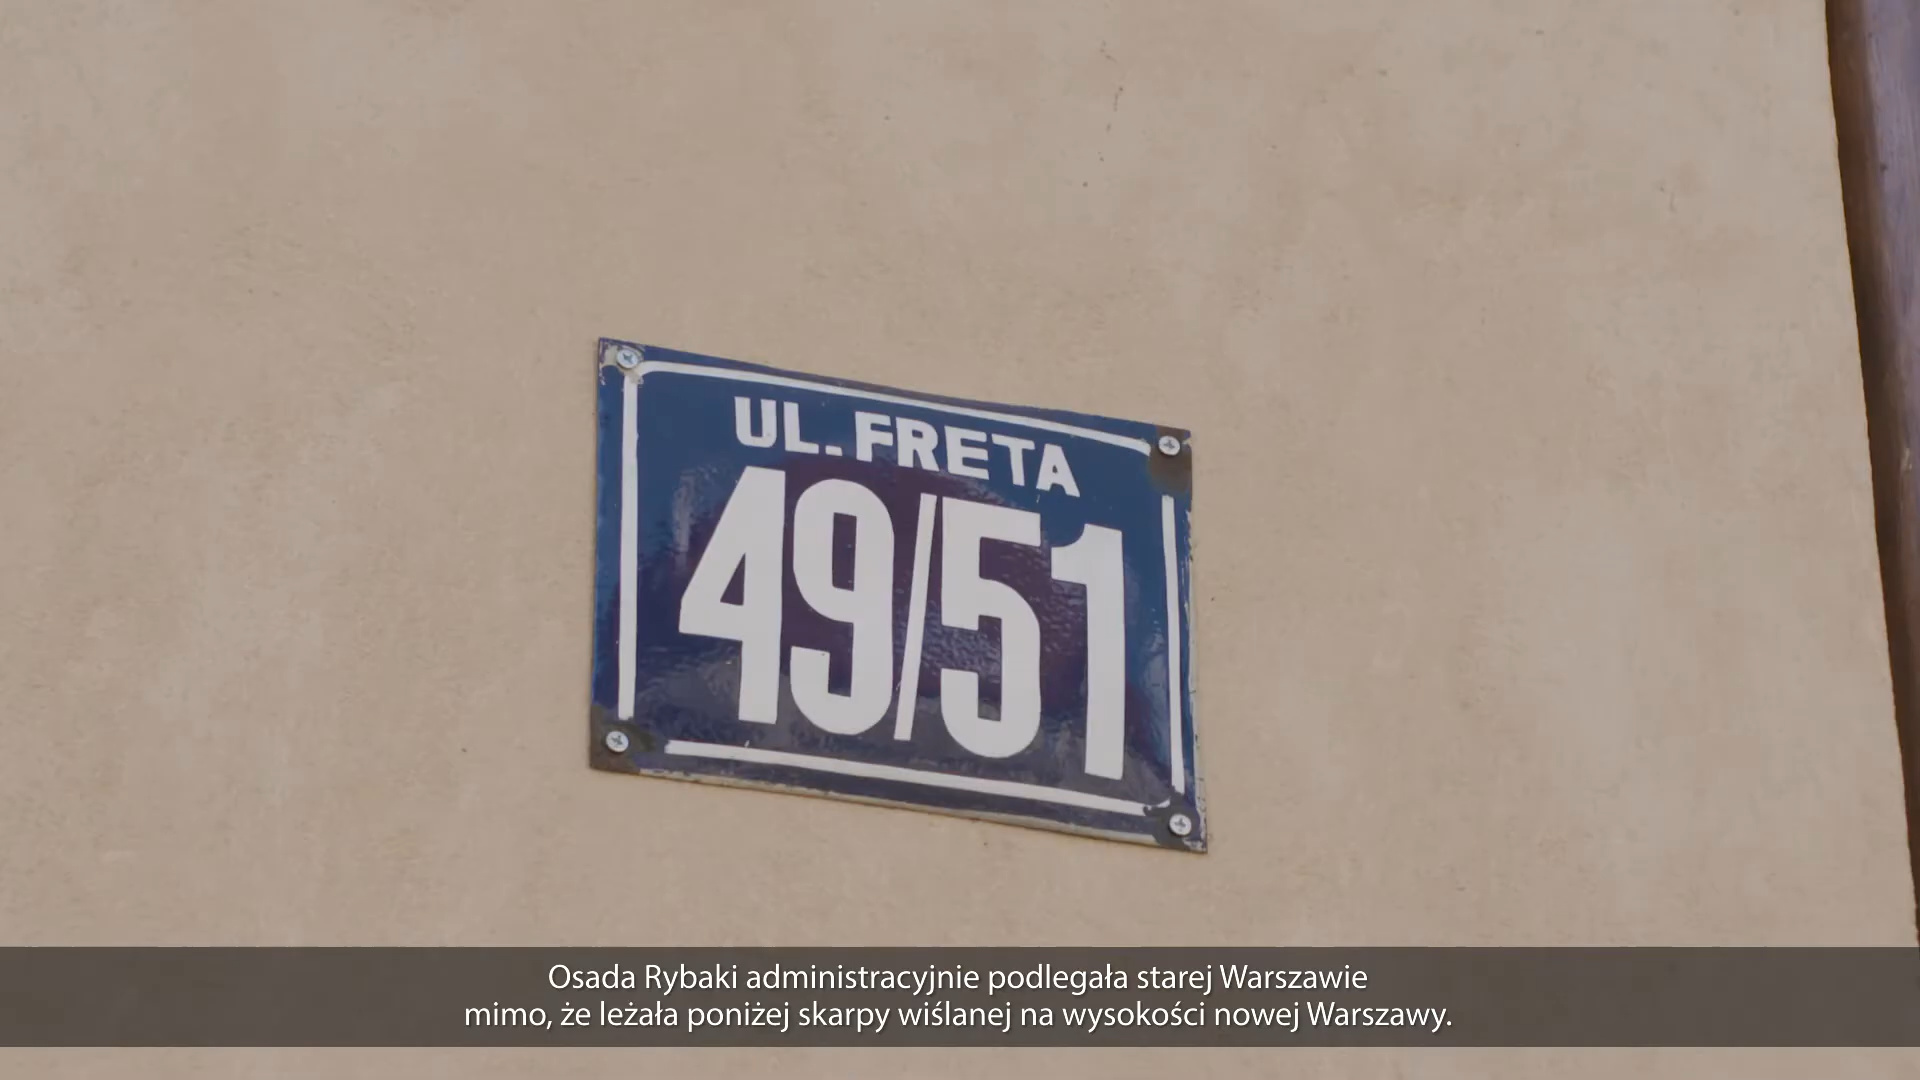 UL. FRETA
49/51
Osada Rybaki administracyjnie podlegała starej Warszawie
mimo, że leżała poniżej skarpy wiślanej na wysokości nowej Warszawy.